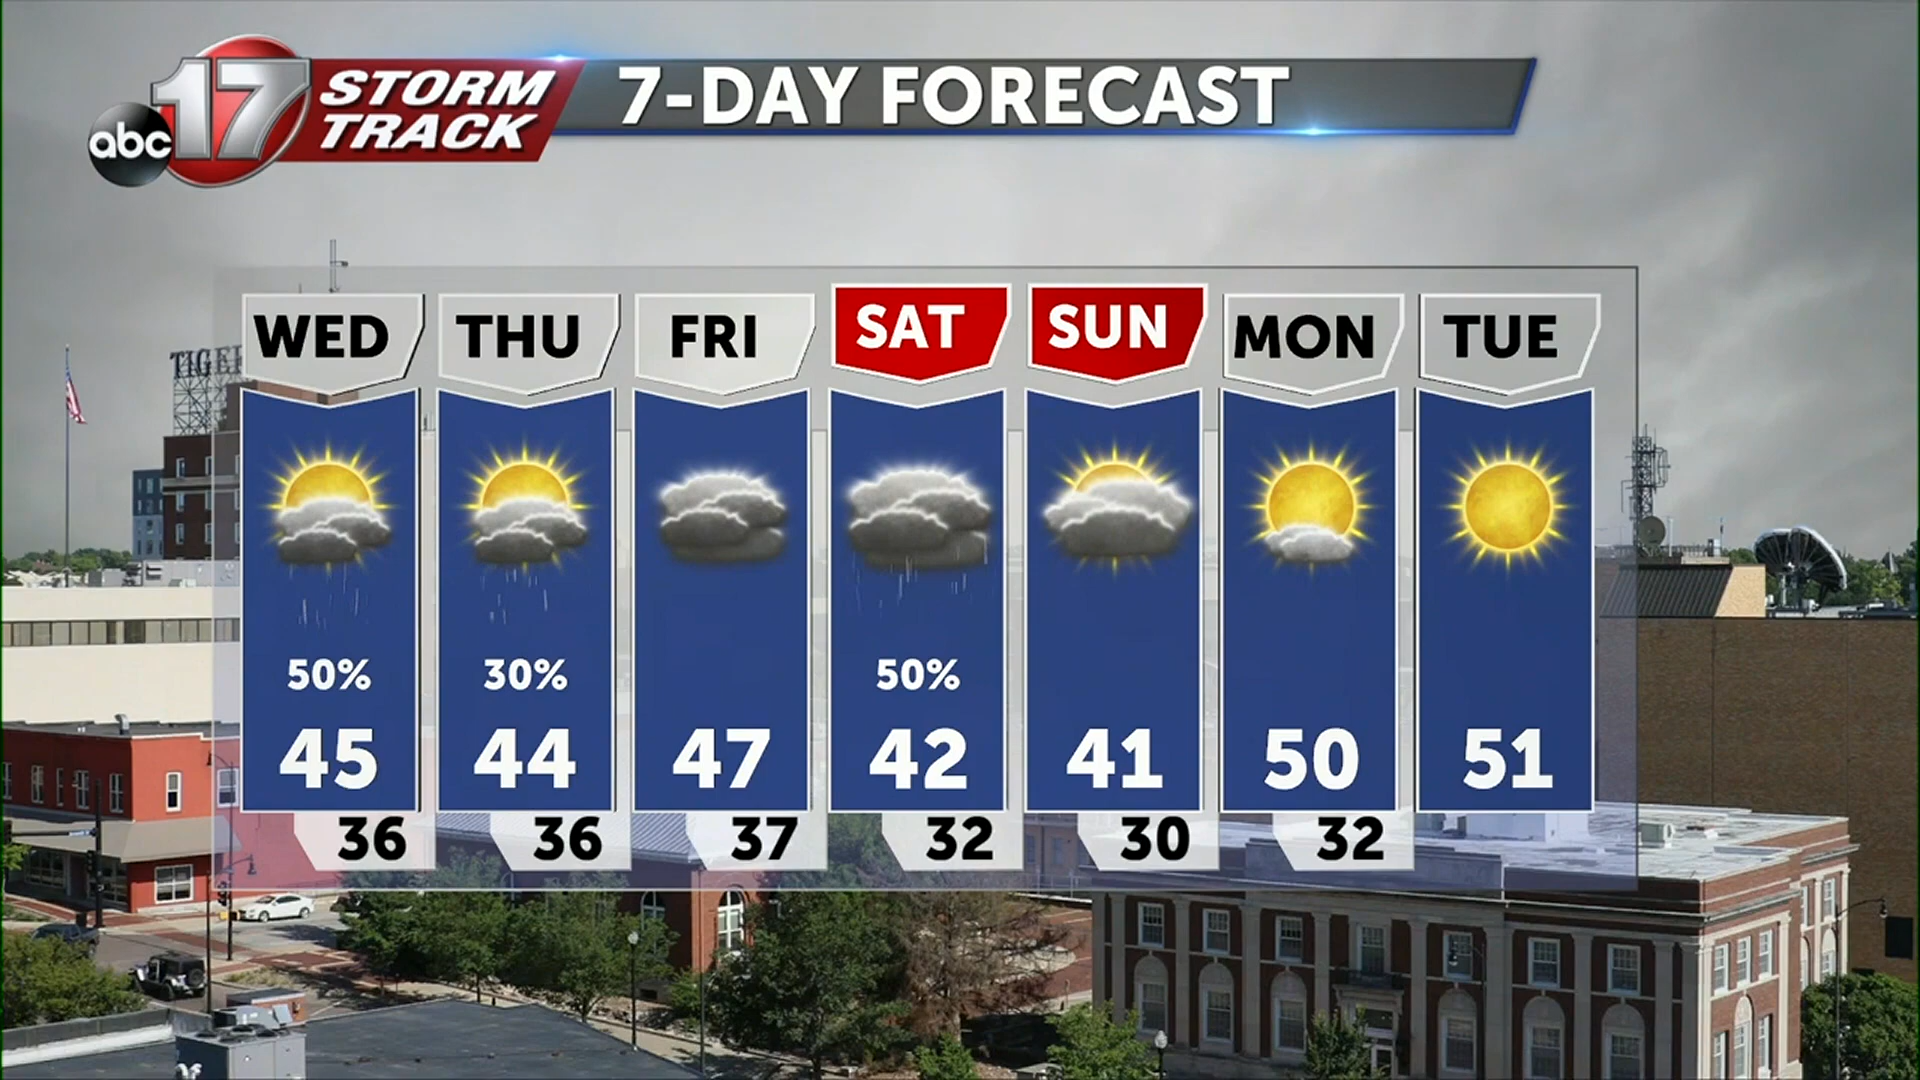 abc 17 STORM TRACK
7-DAY FORECAST
WED THU FRI SAT SUN MON TUE
TIGE
50% 30% 50%
45 44 47 42 41 50 51
36 36 37 32 30 32